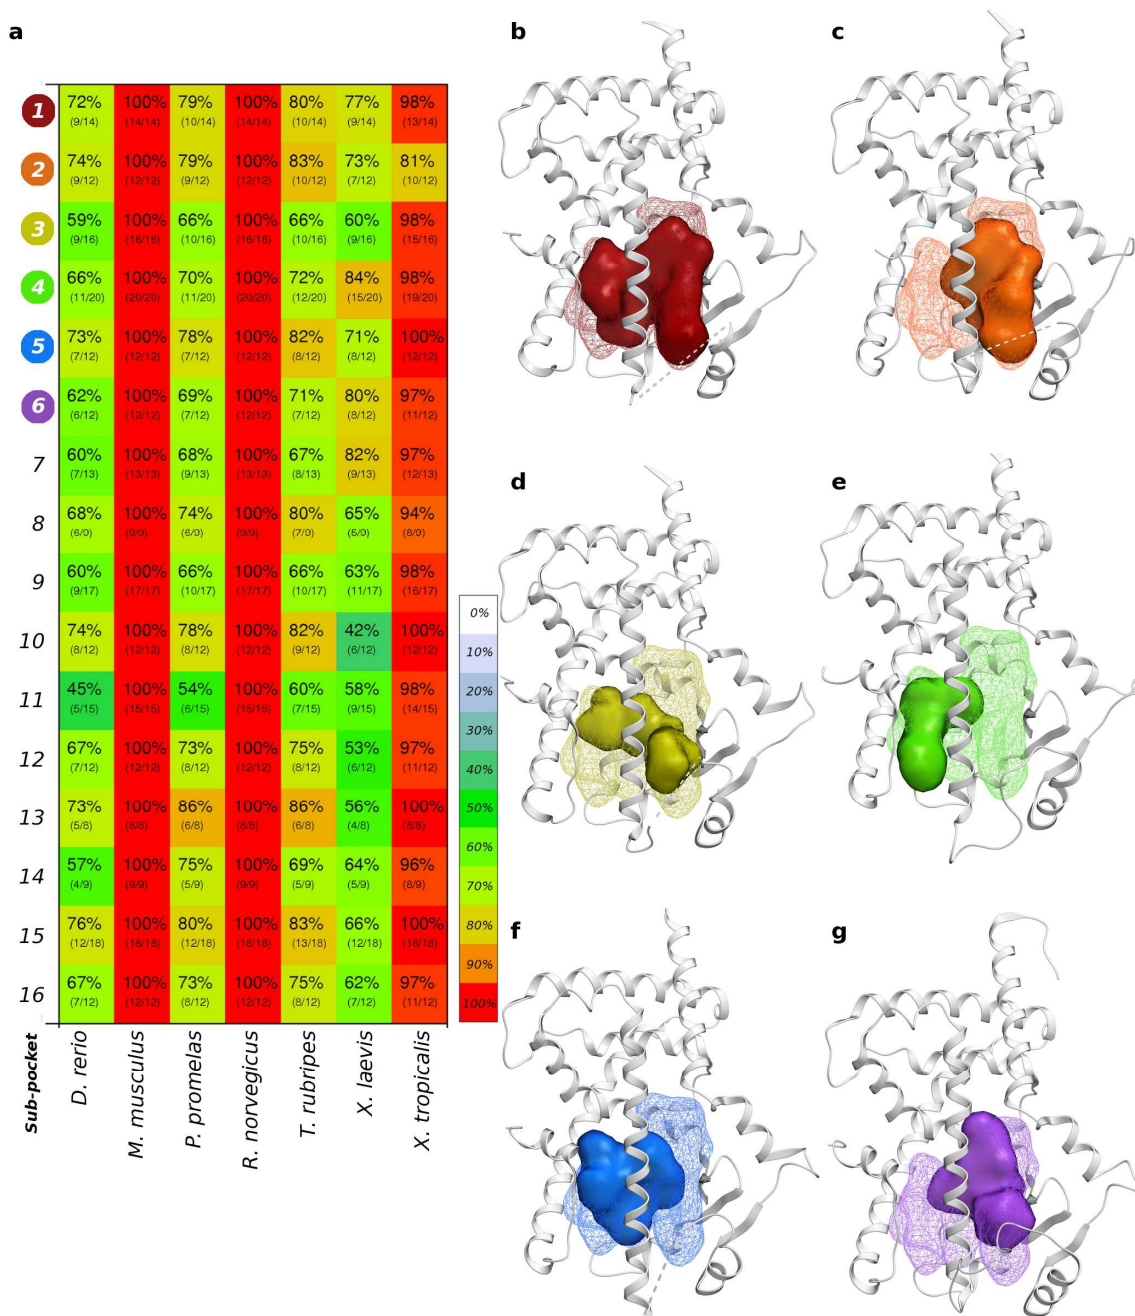 a
b
c
1 72% 100% 79% 100% 80% 77% 98%
(9/14) (14/14) (10/14) (14/14) (10/14) (9/14) (13/14)
2 74% 100% 79% 100% 83% 73% 81%
(9/12) (12/12) (9/12) (12/12) (10/12) (7/12) (10/12)
3 59% 100% 66% 100% 66% 60% 98%
(9/16) (16/16) (10/16) (16/16) (10/16) (9/16) (15/16)
4 66% 100% 70% 100% 72% 84% 98%
(11/20) (20/20) (11/20) (20/20) (12/20) (15/20) (19/20)
5 73% 100% 78% 100% 82% 71% 100%
(7/12) (12/12) (7/12) (12/12) (8/12) (8/12) (12/12)
6 62% 100% 69% 100% 71% 80% 97%
(6/12) (12/12) (7/12) (12/12) (7/12) (8/12) (11/12)
7 60% 100% 68% 100% 67% 82% 97%
(7/13) (13/13) (9/13) (13/13) (8/13) (9/13) (12/13)
8 68% 100% 74% 100% 80% 65% 94%
(6/9) (9/9) (6/9) (9/9) (7/9) (5/9) (8/9)
9 60% 100% 66% 100% 66% 63% 98%
(9/17) (17/17) (10/17) (17/17) (10/17) (11/17) (16/17)
10 74% 100% 78% 100% 82% 42% 100%
(8/12) (12/12) (8/12) (12/12) (9/12) (6/12) (12/12)
11 45% 100% 54% 100% 60% 58% 98%
(5/15) (15/15) (6/15) (15/15) (7/15) (9/15) (14/15)
12 67% 100% 73% 100% 75% 53% 97%
(7/12) (12/12) (8/12) (12/12) (8/12) (6/12) (11/12)
13 73% 100% 86% 100% 86% 56% 100%
(5/8) (8/8) (6/8) (8/8) (6/8) (4/8) (8/8)
14 57% 100% 75% 100% 69% 64% 96%
(4/9) (9/9) (5/9) (9/9) (5/9) (5/9) (8/9)
15 76% 100% 80% 100% 83% 66% 100%
(12/18) (18/18) (12/18) (18/18) (13/18) (12/18) (18/18)
16 67% 100% 73% 100% 75% 62% 97%
(7/12) (12/12) (8/12) (12/12) (8/12) (7/12) (11/12)
Sub-pocket
D. rerio
M. musculus
P. promelas
R. norvegicus
T. rubripes
X. laevis
X. tropicalis
0%
10%
20%
30%
40%
50%
60%
70%
80%
90%
100%
d
e
f
g